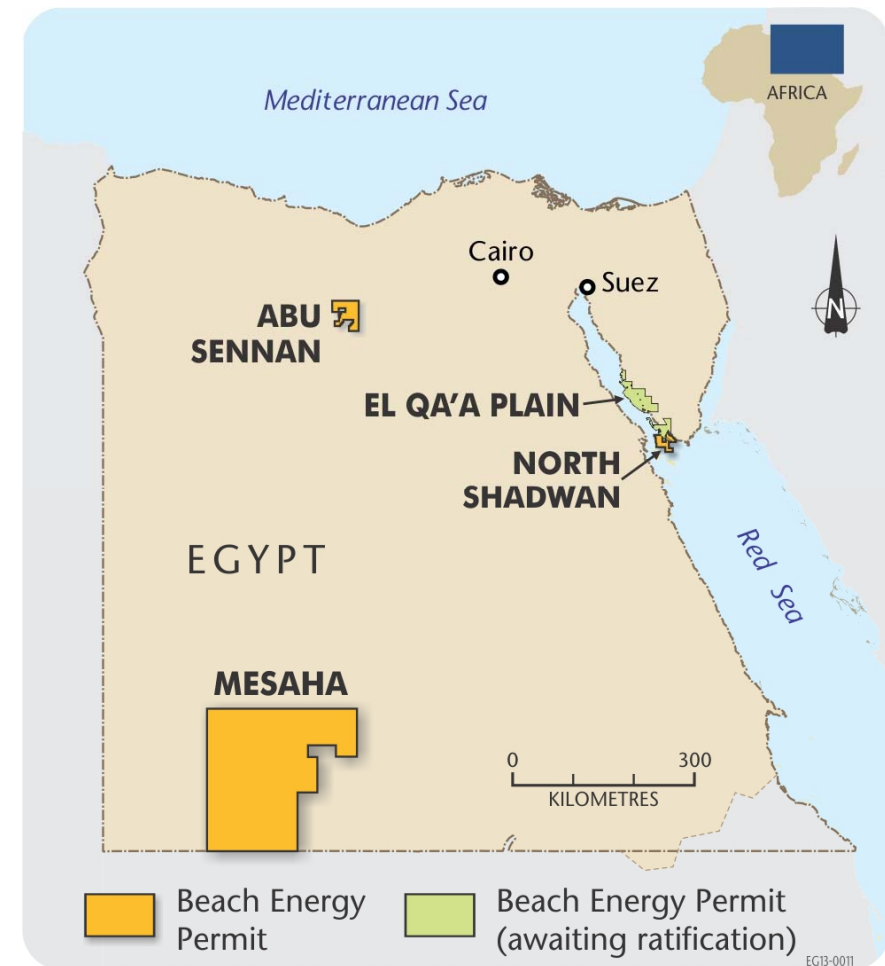 Mediterranean Sea
AFRICA
Cairo
Suez
N
ABU
SENNAN
EL QA’A PLAIN
NORTH
SHADWAN
EGYPT
Red Sea
MESAHA
0 300
KILOMETRES
Beach Energy
Permit
Beach Energy Permit
(awaiting ratification)
EG13-0011